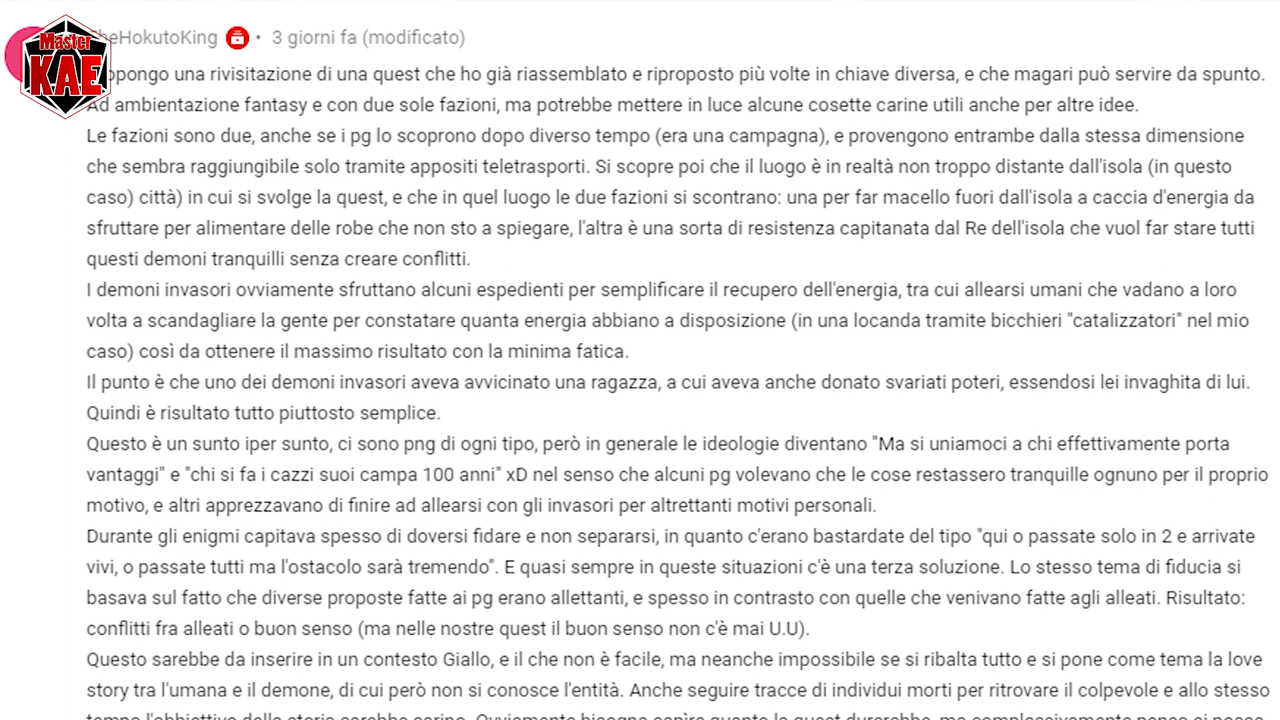 Master
KAE
heHokutoKing · 3 giorni fa (modificato)
pongo una rivisitazione di una quest che ho già riassemblato e riproposto più volte in chiave diversa, e che magari può servire da spunto.
Ad ambientazione fantasy e con due sole fazioni, ma potrebbe mettere in luce alcune cosette carine utili anche per altre idee.
Le fazioni sono due, anche se i pg lo scoprono dopo diverso tempo (era una campagna), e provengono entrambe dalla stessa dimensione
che sembra raggiungibile solo tramite appositi teletrasporti. Si scopre poi che il luogo è in realtà non troppo distante dall'isola (in questo
caso) città) in cui si svolge la quest, e che in quel luogo le due fazioni si scontrano: una per far macello fuori dall'isola a caccia d'energia da
sfruttare per alimentare delle robe che non sto a spiegare, l'altra è una sorta di resistenza capitanata dal Re dell'isola che vuol far stare tutti
questi demoni tranquilli senza creare conflitti.
I demoni invasori ovviamente sfruttano alcuni espedienti per semplificare il recupero dell'energia, tra cui allearsi umani che vadano a loro
volta a scandagliare la gente per constatare quanta energia abbiano a disposizione (in una locanda tramite bicchieri "catalizzatori" nel mio
caso) così da ottenere il massimo risultato con la minima fatica.
Il punto è che uno dei demoni invasori aveva avvicinato una ragazza, a cui aveva anche donato svariati poteri, essendosi lei invaghita di lui.
Quindi è risultato tutto piuttosto semplice.
Questo è un sunto iper sunto, ci sono png di ogni tipo, però in generale le ideologie diventano "Ma si uniamoci a chi effettivamente porta
vantaggi" e "chi si fa i cazzi suoi campa 100 anni" xD nel senso che alcuni pg volevano che le cose restassero tranquille ognuno per il proprio
motivo, e altri apprezzavano di finire ad allearsi con gli invasori per altrettanti motivi personali.
Durante gli enigmi capitava spesso di doversi fidare e non separarsi, in quanto c'erano bastardate del tipo "qui o passate solo in 2 e arrivate
vivi, o passate tutti ma l'ostacolo sarà tremendo". E quasi sempre in queste situazioni c'è una terza soluzione. Lo stesso tema di fiducia si
basava sul fatto che diverse proposte fatte ai pg erano allettanti, e spesso in contrasto con quelle che venivano fatte agli alleati. Risultato:
conflitti fra alleati o buon senso (ma nelle nostre quest il buon senso non c'è mai U.U).
Questo sarebbe da inserire in un contesto Giallo, e il che non è facile, ma neanche impossibile se si ribalta tutto e si pone come tema la love
story tra l'umana e il demone, di cui però non si conosce l'entità. Anche seguire tracce di individui morti per ritrovare il colpevole e allo stesso